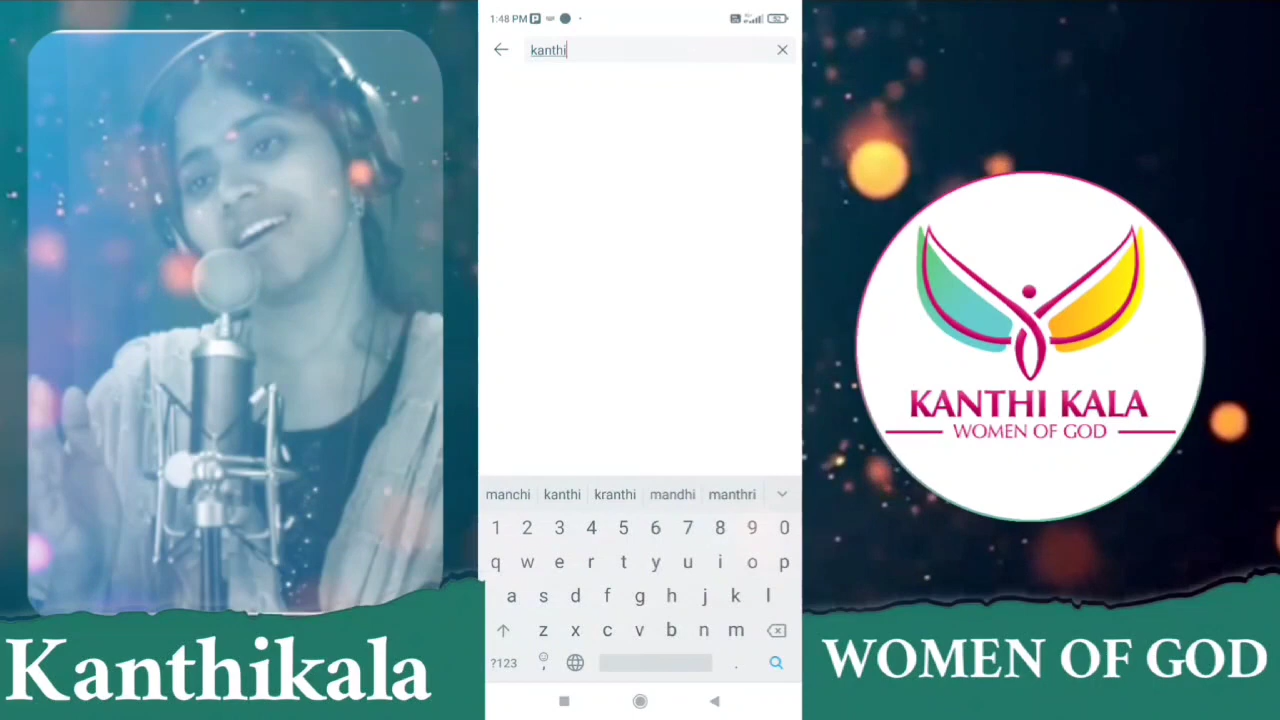 1:48 PM
52
kanthi
manchi kanthi kranthi mandhi manthri
1 2 3 4 5 6 7 8 9 0
q w e r t y u i o p
a s d f g h j k l
z x c v b n m
?123 , .
KANTHI KALA
WOMEN OF GOD
Kanthikala
WOMEN OF GOD